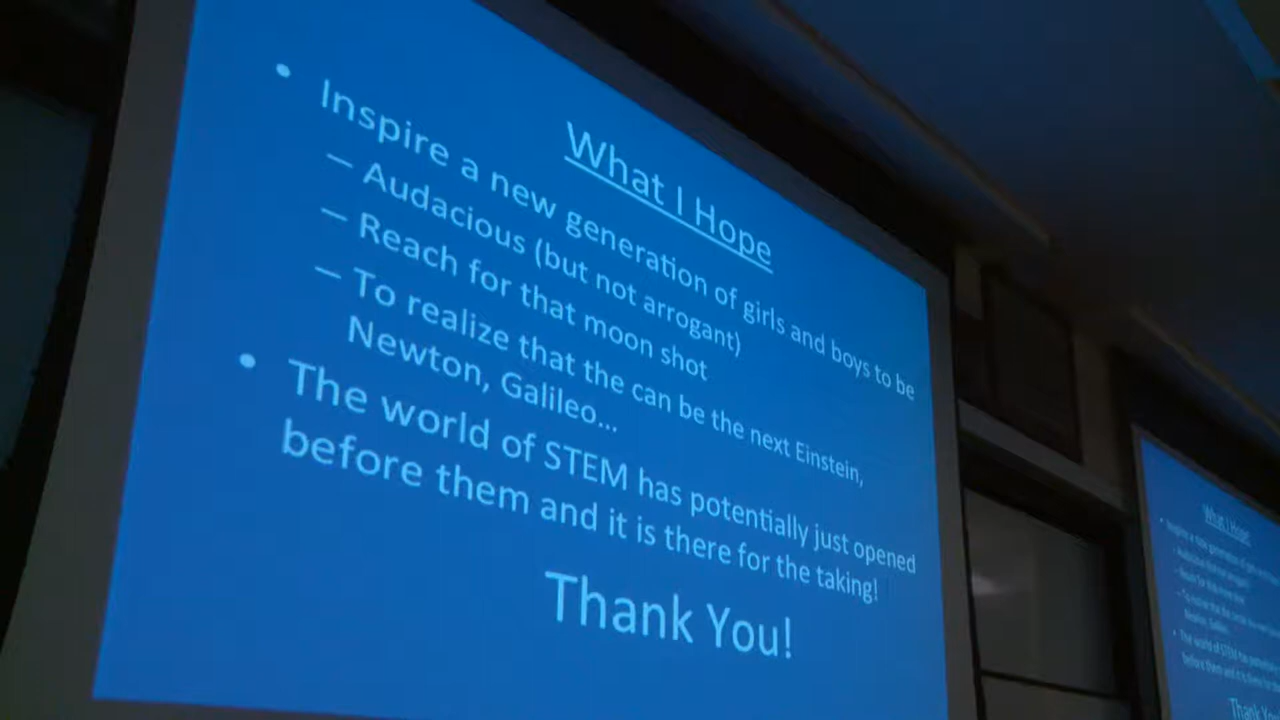 What I Hope
• Inspire a new generation of girls and boys to be
– Audacious (but not arrogant)
– Reach for that moon shot
– To realize that the can be the next Einstein,
Newton, Galileo...
• The world of STEM has potentially just opened
before them and it is there for the taking!
Thank You!
What I Hope